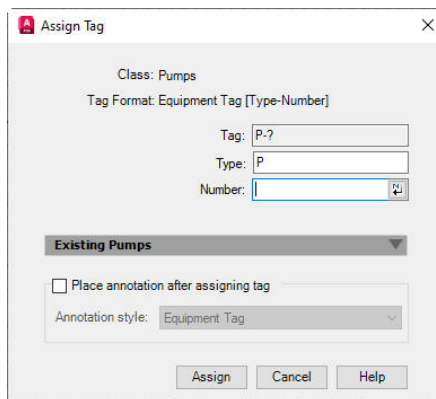 Assign Tag
Class: Pumps
Tag Format: Equipment Tag [Type-Number]
Tag: P-?
Type: P
Number:
Existing Pumps
Place annotation after assigning tag
Annotation style: Equipment Tag
Assign Cancel Help